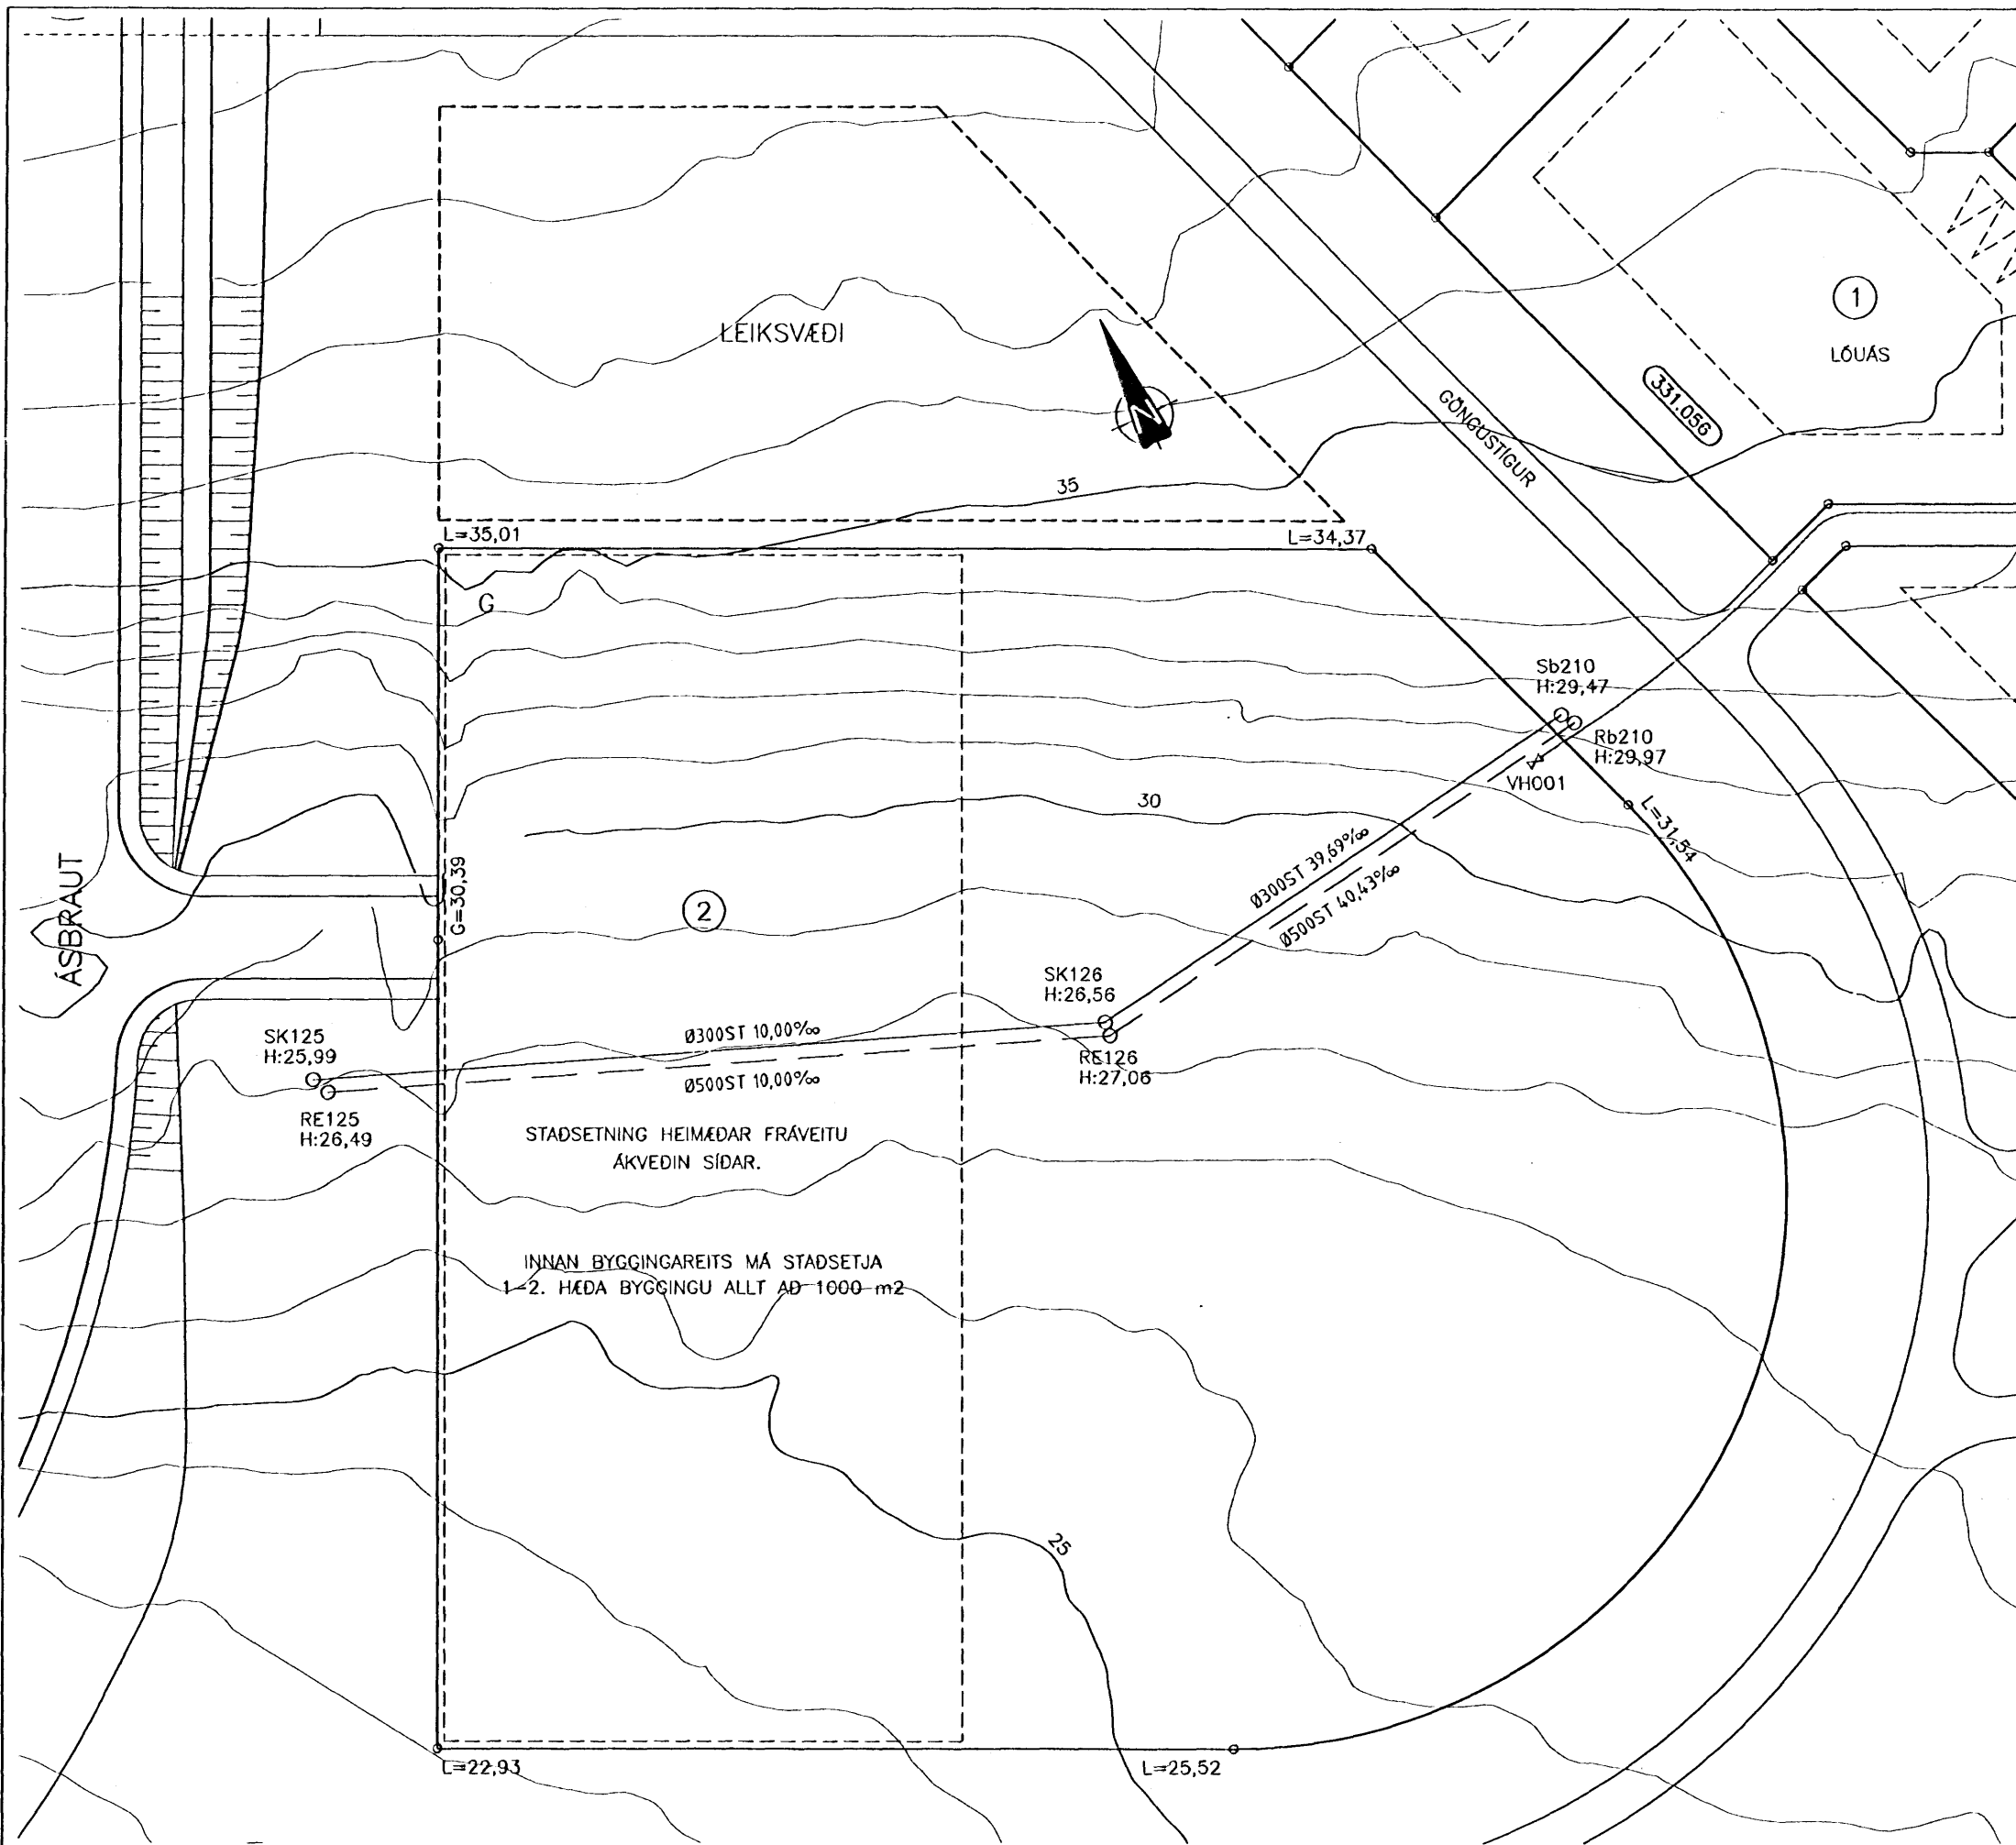 LEIKSVÆÐI
N
1
LÓUÁS
331.056
GÖNGUSTÍGUR
35
L=35,01
L=34,37
G
Sb210
H:29,47
Rb210
H:29,97
VH001
30
L=31,54
Ø300ST 39,69‰
Ø500ST 40,43‰
ÁSBRAUT
G=30,39
2
SK126
H:26,56
SK125
H:25,99
Ø300ST 10,00‰
Ø500ST 10,00‰
RE126
H:27,06
RE125
H:26,49
STAÐSETNING HEIMÆÐAR FRÁVEITU
ÁKVEÐIN SÍÐAR.
INNAN BYGGINGAREITS MÁ STAÐSETJA
1-2. HÆÐA BYGGINGU ALLT AÐ 1000 m2
25
L=22,93
L=25,52